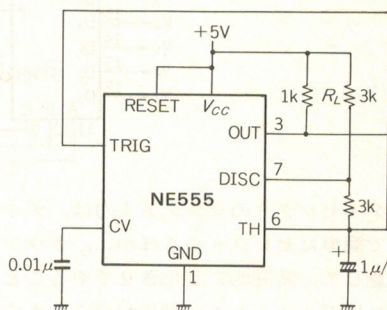 +5V
RESET
V_CC
1k
R_L
3k
OUT
3
TRIG
DISC
7
NE555
3k
CV
TH
6
+
GND
0.01μ
1
1μ/